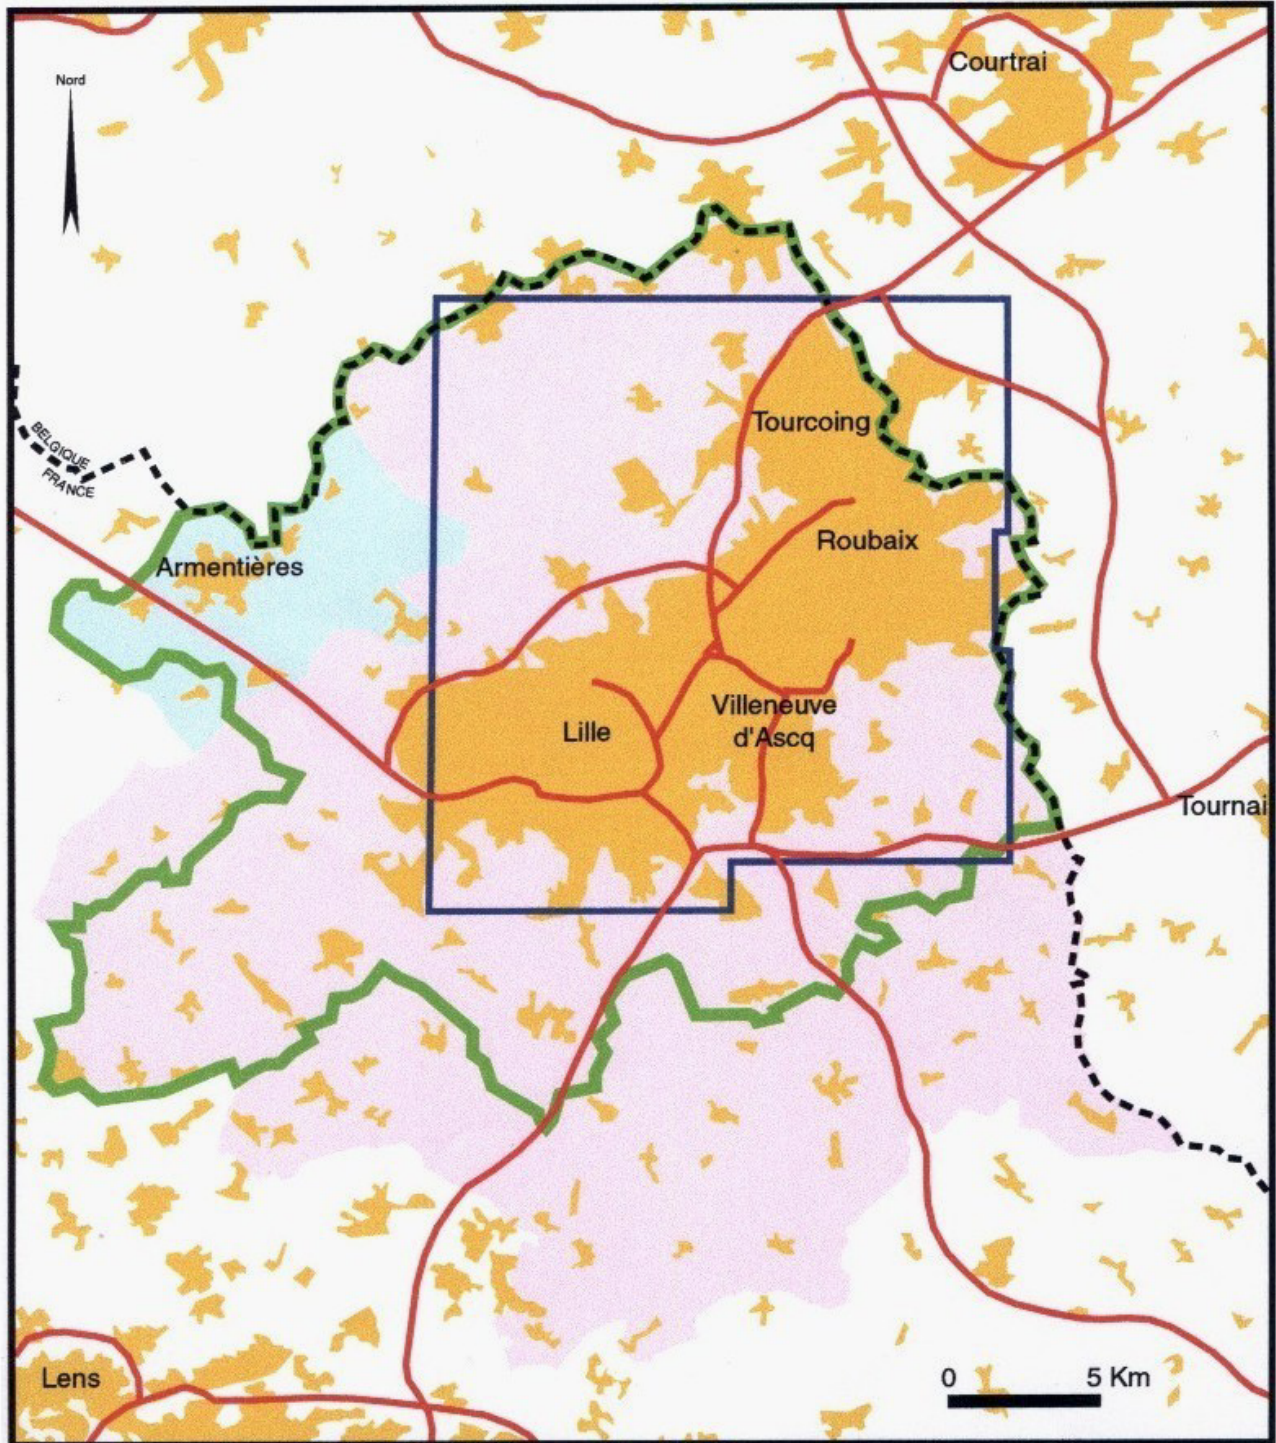 Courtrai
Nord
Tourcoing
BELGIQUE
FRANCE
Roubaix
Armentières
Villeneuve
d'Ascq
Lille
Tournai
Lens
0 5 Km